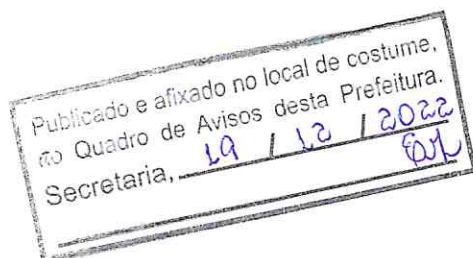 Publicado e afixado no local de costume,
no Quadro de Avisos desta Prefeitura.
Secretaria, 19 / 12 / 2022